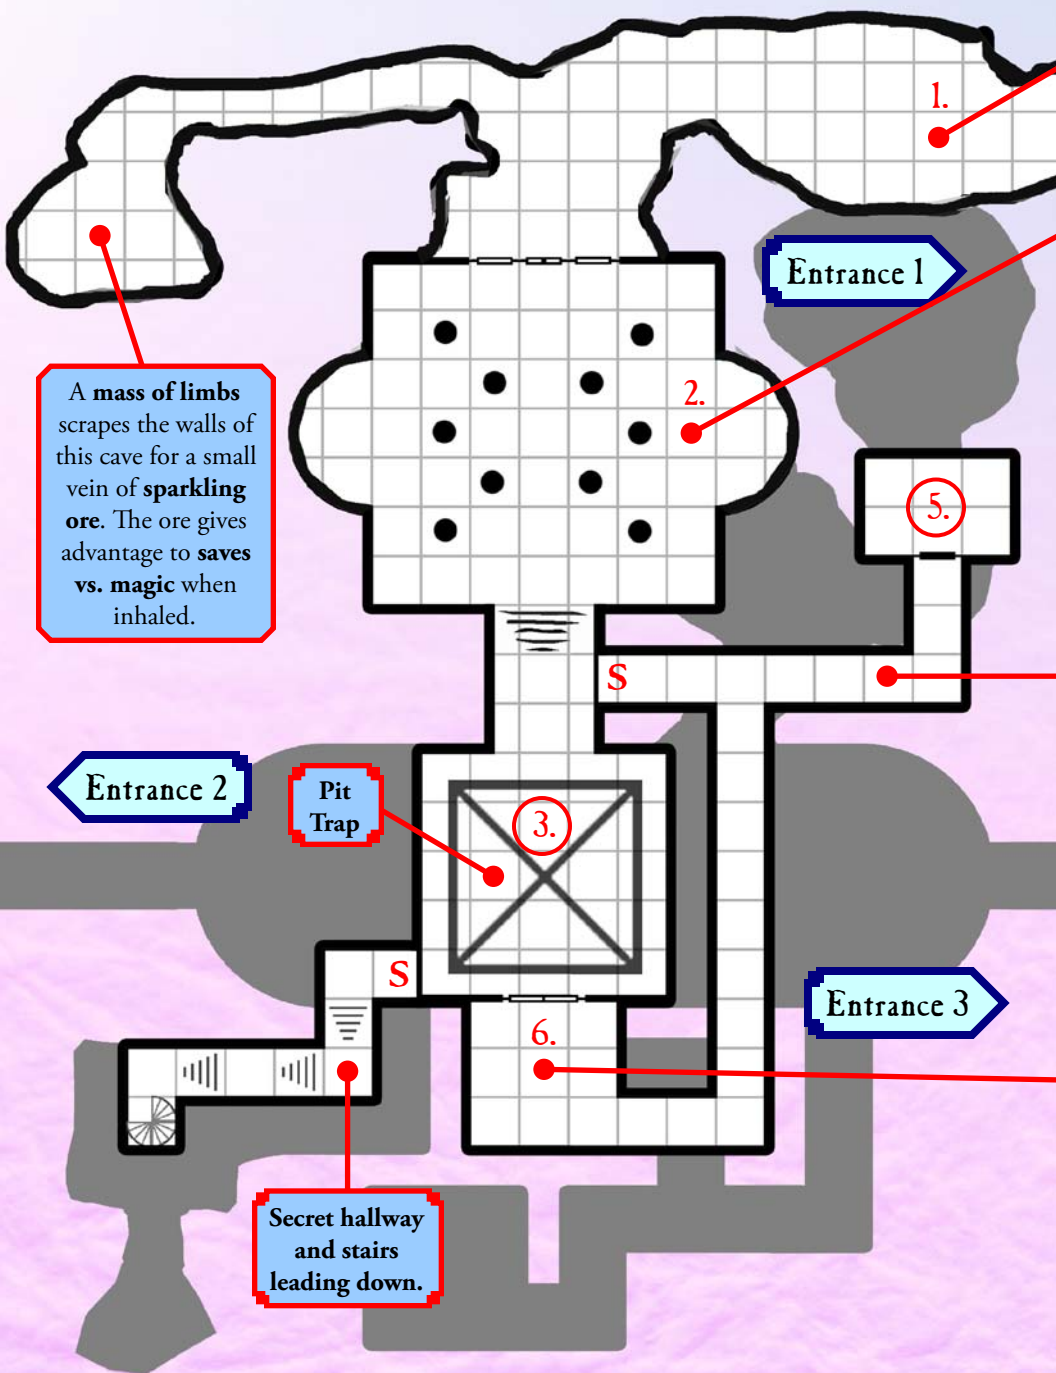 1.
Entrance 1
A mass of limbs
scrapes the walls of
this cave for a small
vein of sparkling
ore. The ore gives
advantage to saves
vs. magic when
inhaled.
2.
5.
S
Entrance 2
Pit
Trap
3.
S
Entrance 3
6.
Secret hallway
and stairs
leading down.